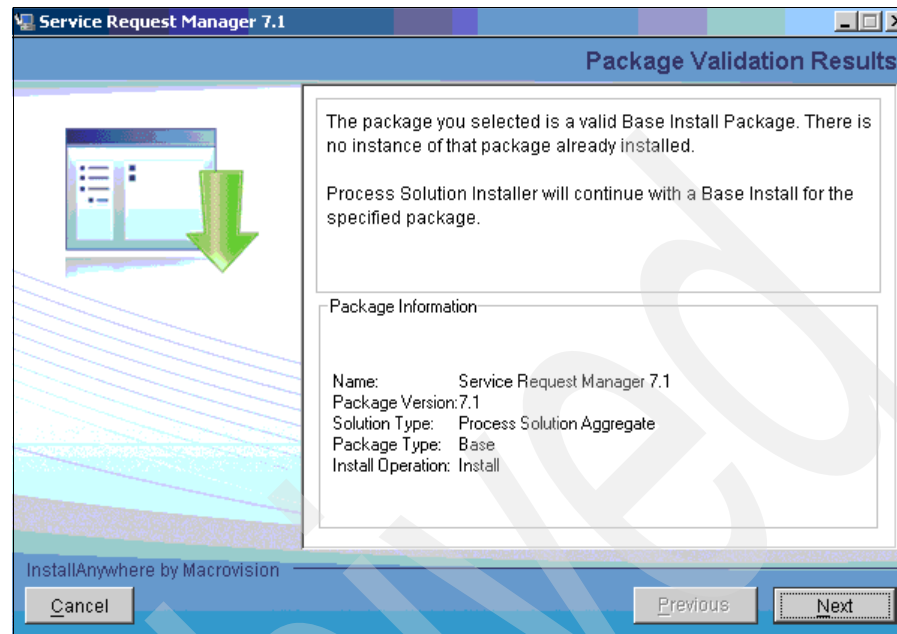 Service Request Manager 7.1
Package Validation Results
The package you selected is a valid Base Install Package. There is
no instance of that package already installed.
Process Solution Installer will continue with a Base Install for the
specified package.
Package Information
Name: Service Request Manager 7.1
Package Version:7.1
Solution Type: Process Solution Aggregate
Package Type: Base
Install Operation: Install
InstallAnywhere by Macrovision
Cancel
Previous
Next